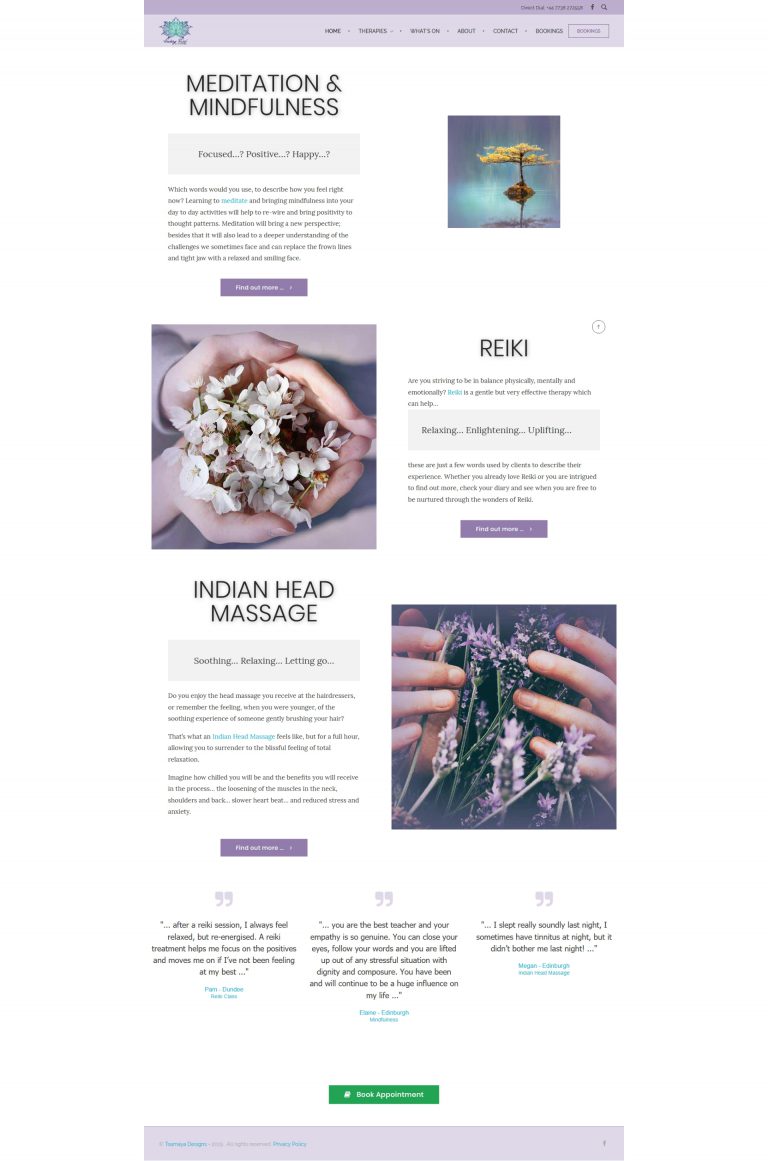 Direct Dial: +44 7738 272558
HOME
THERAPIES
WHAT'S ON
ABOUT
CONTACT
BOOKINGS
BOOKINGS
MEDITATION &
MINDFULNESS
Focused...? Positive...? Happy...?
Which words would you use, to describe how you feel right
now? Learning to meditate and bringing mindfulness into your
day to day activities will help to re-wire and bring positivity to
thought patterns. Meditation will bring a new perspective;
besides that it will also lead to a deeper understanding of the
challenges we sometimes face and can replace the frown lines
and tight jaw with a relaxed and smiling face.
Find out more ...
REIKI
Are you striving to be in balance physically, mentally and
emotionally? Reiki is a gentle but very effective therapy which
can help...
Relaxing... Enlightening... Uplifting...
these are just a few words used by clients to describe their
experience. Whether you already love Reiki or you are intrigued
to find out more, check your diary and see when you are free to
be nurtured through the wonders of Reiki.
Find out more ...
INDIAN HEAD
MASSAGE
Soothing... Relaxing... Letting go...
Do you enjoy the head massage you receive at the hairdressers,
or remember the feeling, when you were younger, of the
soothing experience of someone gently brushing your hair?
That's what an Indian Head Massage feels like, but for a full hour,
allowing you to surrender to the blissful feeling of total
relaxation.
Imagine how chilled you will be and the benefits you will receive
in the process... the loosening of the muscles in the neck,
shoulders and back... slower heart beat... and reduced stress and
anxiety.
Find out more ...
"... after a reiki session, I always feel
relaxed, but re-energised. A reiki
treatment helps me focus on the positives
and moves me on if I've not been feeling
at my best ..."
Pam - Dundee
Reiki Class
"... you are the best teacher and your
empathy is so genuine. You can close your
eyes, follow your words and you are lifted
up out of any stressful situation with
dignity and composure. You have been
and will continue to be a huge influence on
my life ..."
Elaine - Edinburgh
Mindfulness
"... I slept really soundly last night, I
sometimes have tinnitus at night, but it
didn't bother me last night! ..."
Megan - Edinburgh
Indian Head Massage
Book Appointment
© Tsamaya Designs - 2019 . All rights reserved. Privacy Policy